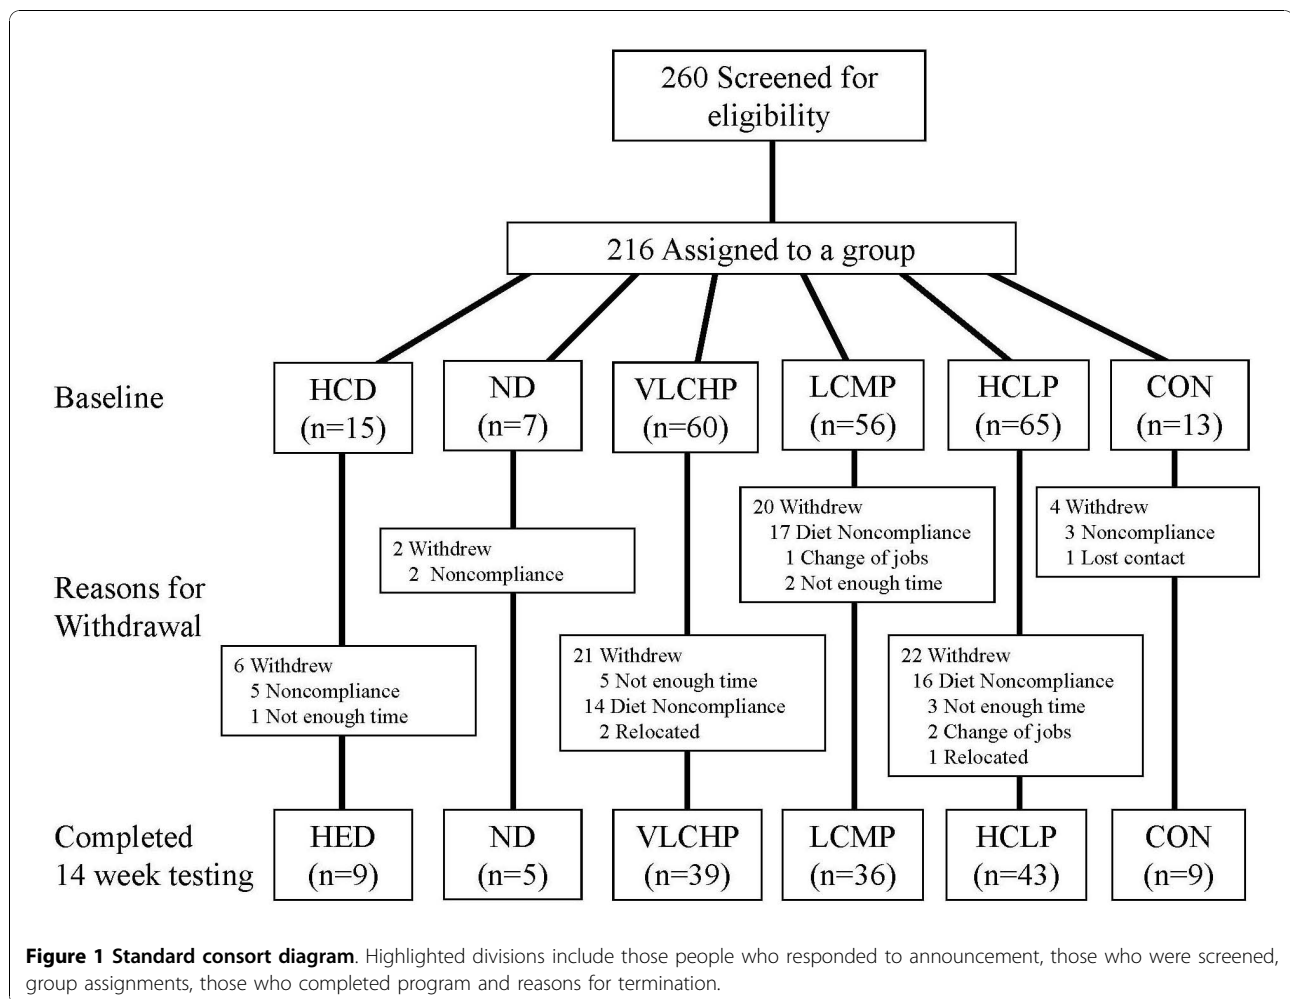 260 Screened for
eligibility
216 Assigned to a group
Baseline
HCD
(n=15)
ND
(n=7)
VLCHP
(n=60)
LCMP
(n=56)
HCLP
(n=65)
CON
(n=13)
Reasons for
Withdrawal
6 Withdrew
5 Noncompliance
1 Not enough time
2 Withdrew
2 Noncompliance
21 Withdrew
5 Not enough time
14 Diet Noncompliance
2 Relocated
20 Withdrew
17 Diet Noncompliance
1 Change of jobs
2 Not enough time
22 Withdrew
16 Diet Noncompliance
3 Not enough time
2 Change of jobs
1 Relocated
4 Withdrew
3 Noncompliance
1 Lost contact
Completed
14 week testing
HED
(n=9)
ND
(n=5)
VLCHP
(n=39)
LCMP
(n=36)
HCLP
(n=43)
CON
(n=9)
Figure 1 Standard consort diagram. Highlighted divisions include those people who responded to announcement, those who were screened,
group assignments, those who completed program and reasons for termination.